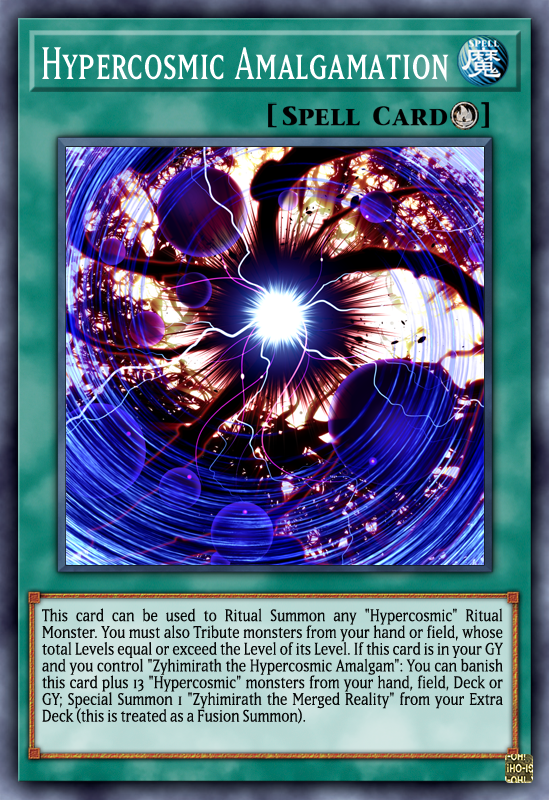 Hypercosmic Amalgamation
SPELL
魔
[Spell Card]
This card can be used to Ritual Summon any "Hypercosmic" Ritual
Monster. You must also Tribute monsters from your hand or field, whose
total Levels equal or exceed the Level of its Level. If this card is in your GY
and you control "Zyhimirath the Hypercosmic Amalgam": You can banish
this card plus 13 "Hypercosmic" monsters from your hand, field, Deck or
GY; Special Summon 1 "Zyhimirath the Merged Reality" from your Extra
Deck (this is treated as a Fusion Summon).